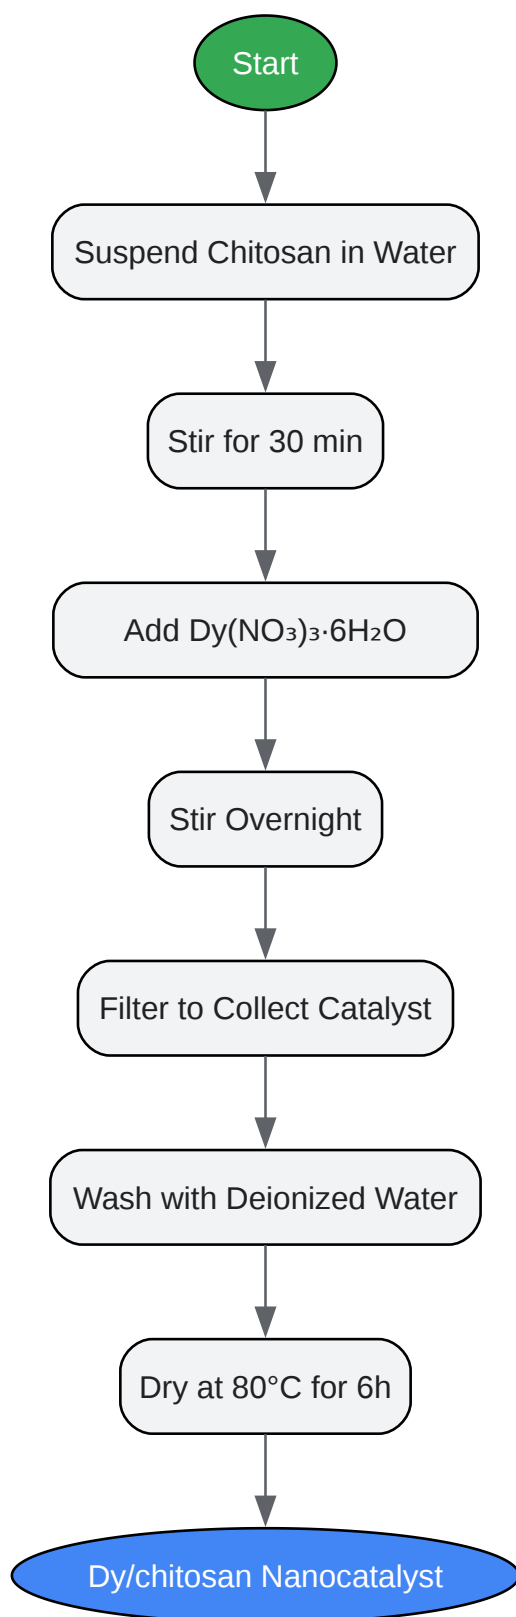 Start
Suspend Chitosan in Water
Stir for 30 min
Add Dy(NO₃)₃·6H₂O
Stir Overnight
Filter to Collect Catalyst
Wash with Deionized Water
Dry at 80°C for 6h
Dy/chitosan Nanocatalyst